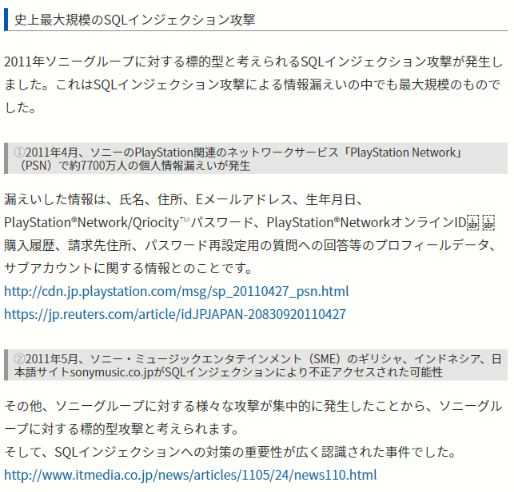 史上最大規模のSQLインジェクション攻撃
2011年ソニーグループに対する標的型と考えられるSQLインジェクション攻撃が発生し
ました。これはSQLインジェクション攻撃による情報漏えいの中でも最大規模のもので
した。
①2011年4月、ソニーのPlayStation関連のネットワークサービス「PlayStation Network」
（PSN）で約7700万人の個人情報漏えいが発生
漏えいした情報は、氏名、住所、Eメールアドレス、生年月日、
PlayStation®Network/Qriocity™パスワード、PlayStation®NetworkオンラインID
購入履歴、請求先住所、パスワード再設定用の質問への回答等のプロフィールデータ、
サブアカウントに関する情報とのことです。
http://cdn.jp.playstation.com/msg/sp_20110427_psn.html
https://jp.reuters.com/article/idJPJAPAN-20830920110427
②2011年5月、ソニー・ミュージックエンタテインメント（SME）のギリシャ、インドネシア、日
本語サイトsonymusic.co.jpがSQLインジェクションにより不正アクセスされた可能性
その他、ソニーグループに対する様々な攻撃が集中的に発生したことから、ソニーグル
ープに対する標的型攻撃と考えられます。
そして、SQLインジェクションへの対策の重要性が広く認識された事件でした。
http://www.itmedia.co.jp/news/articles/1105/24/news110.html